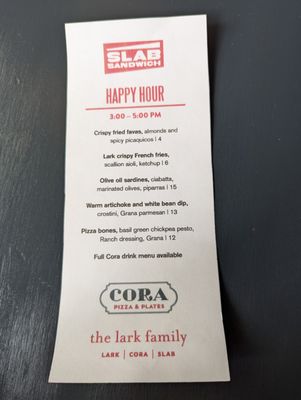 SLAB
SANDWICH
HAPPY HOUR
3:00 – 5:00 PM
Crispy fried favas, almonds and
spicy picaquicos | 4
Lark crispy French fries,
scallion aioli, ketchup | 6
Olive oil sardines, ciabatta,
marinated olives, piparras | 15
Warm artichoke and white bean dip,
crostini, Grana parmesan | 13
Pizza bones, basil green chickpea pesto,
Ranch dressing, Grana | 12
Full Cora drink menu available
CORA
PIZZA & PLATES
the lark family
LARK | CORA | SLAB